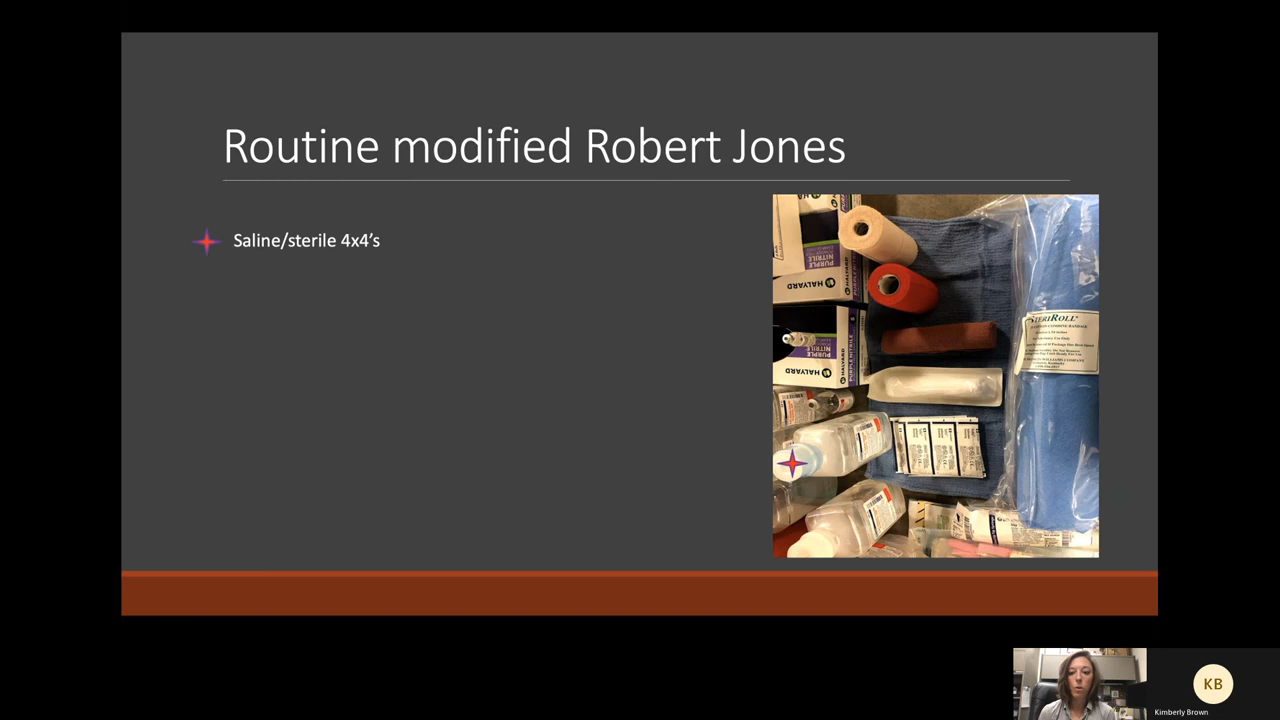 Routine modified Robert Jones
Saline/sterile 4x4's
HALYARD
PURPLE
NITRILE
HALYARD
PURPLE
NITRILE
STERIROLL
KB
Kimberly Brown